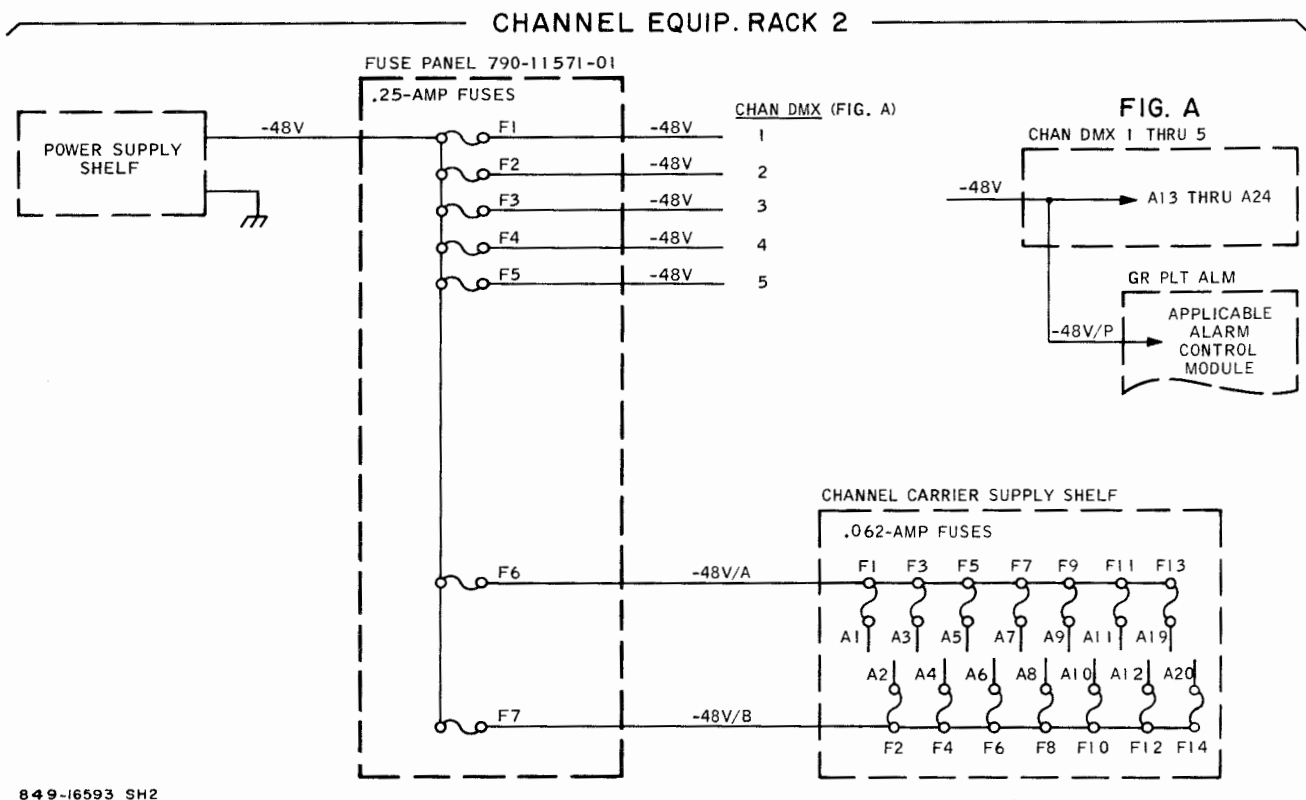 CHANNEL EQUIP. RACK 2
FUSE PANEL 790-11571-01
.25-AMP FUSES
POWER SUPPLY
SHELF
-48V
F1 -48V
F2 -48V
F3 -48V
F4 -48V
F5 -48V
CHAN DMX (FIG. A)
1
2
3
4
5
FIG. A
CHAN DMX 1 THRU 5
-48V
A13 THRU A24
GR PLT ALM
-48V/P
APPLICABLE
ALARM
CONTROL
MODULE
CHANNEL CARRIER SUPPLY SHELF
.062-AMP FUSES
F6 -48V/A
F1 F3 F5 F7 F9 F11 F13
A1 A3 A5 A7 A9 A11 A19
A2 A4 A6 A8 A10 A12 A20
F7 -48V/B
F2 F4 F6 F8 F10 F12 F14
849-16593 SH2